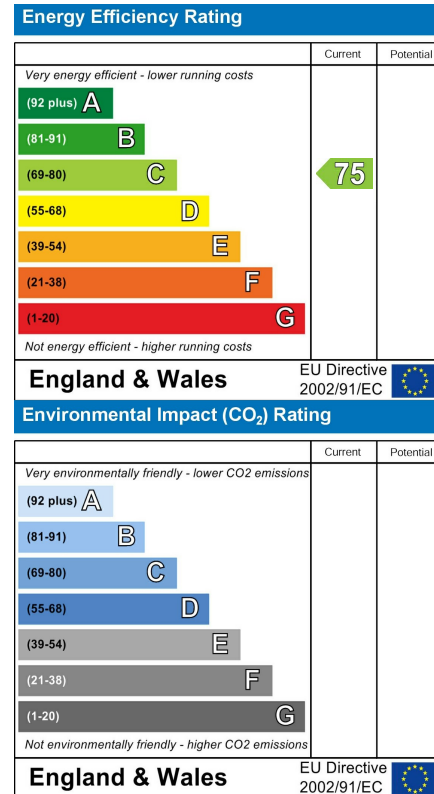 Energy Efficiency Rating
Current Potential
Very energy efficient - lower running costs
(92 plus) A
(81-91) B
(69-80) C
75
(55-68) D
(39-54) E
(21-38) F
(1-20) G
Not energy efficient - higher running costs
England & Wales
EU Directive
2002/91/EC
Environmental Impact (CO₂) Rating
Current Potential
Very environmentally friendly - lower CO2 emissions
(92 plus) A
(81-91) B
(69-80) C
(55-68) D
(39-54) E
(21-38) F
(1-20) G
Not environmentally friendly - higher CO2 emissions
England & Wales
EU Directive
2002/91/EC